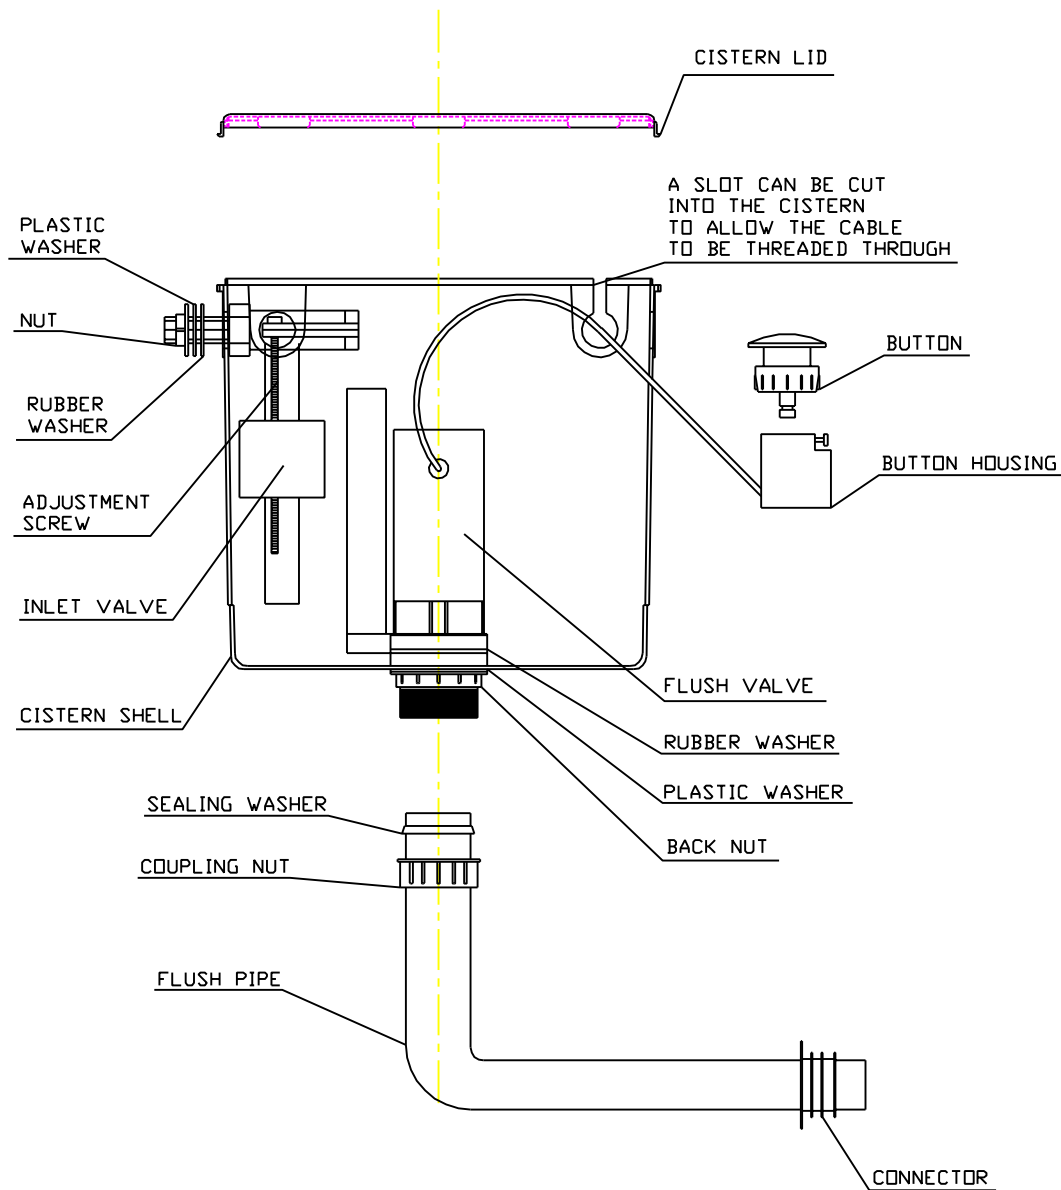 CISTERN LID
A SLOT CAN BE CUT
INTO THE CISTERN
TO ALLOW THE CABLE
TO BE THREADED THROUGH
PLASTIC
WASHER
NUT
BUTTON
RUBBER
WASHER
BUTTON HOUSING
ADJUSTMENT
SCREW
INLET VALVE
FLUSH VALVE
CISTERN SHELL
RUBBER WASHER
PLASTIC WASHER
SEALING WASHER
BACK NUT
COUPLING NUT
FLUSH PIPE
CONNECTOR